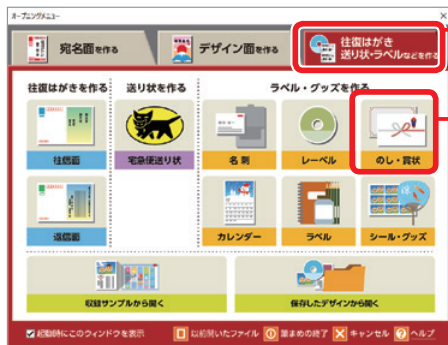 オープニングメニュー
宛名面を作る
デザイン面を作る
往復はがき
送り状・ラベルなどを作る
往復はがきを作る
送り状を作る
ラベル・グッズを作る
往信面
宅急便送り状
名刺
レーベル
のし・賞状
返信面
カレンダー
ラベル
シール・グッズ
収録サンプルから開く
保存したデザインから開く
起動時にこのウィンドウを表示
以前開いたファイル
筆まめの終了
キャンセル
ヘルプ